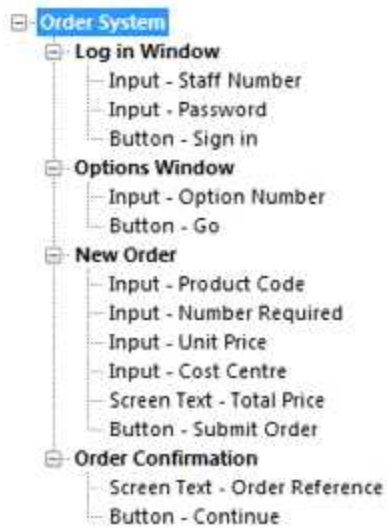 Order System
Log in Window
Input - Staff Number
Input - Password
Button - Sign in
Options Window
Input - Option Number
Button - Go
New Order
Input - Product Code
Input - Number Required
Input - Unit Price
Input - Cost Centre
Screen Text - Total Price
Button - Submit Order
Order Confirmation
Screen Text - Order Reference
Button - Continue